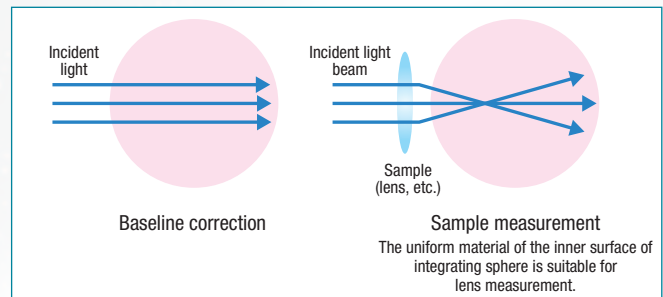 Incident
light
Incident light
beam
Sample
(lens, etc.)
Baseline correction
Sample measurement
The uniform material of the inner surface of
integrating sphere is suitable for
lens measurement.